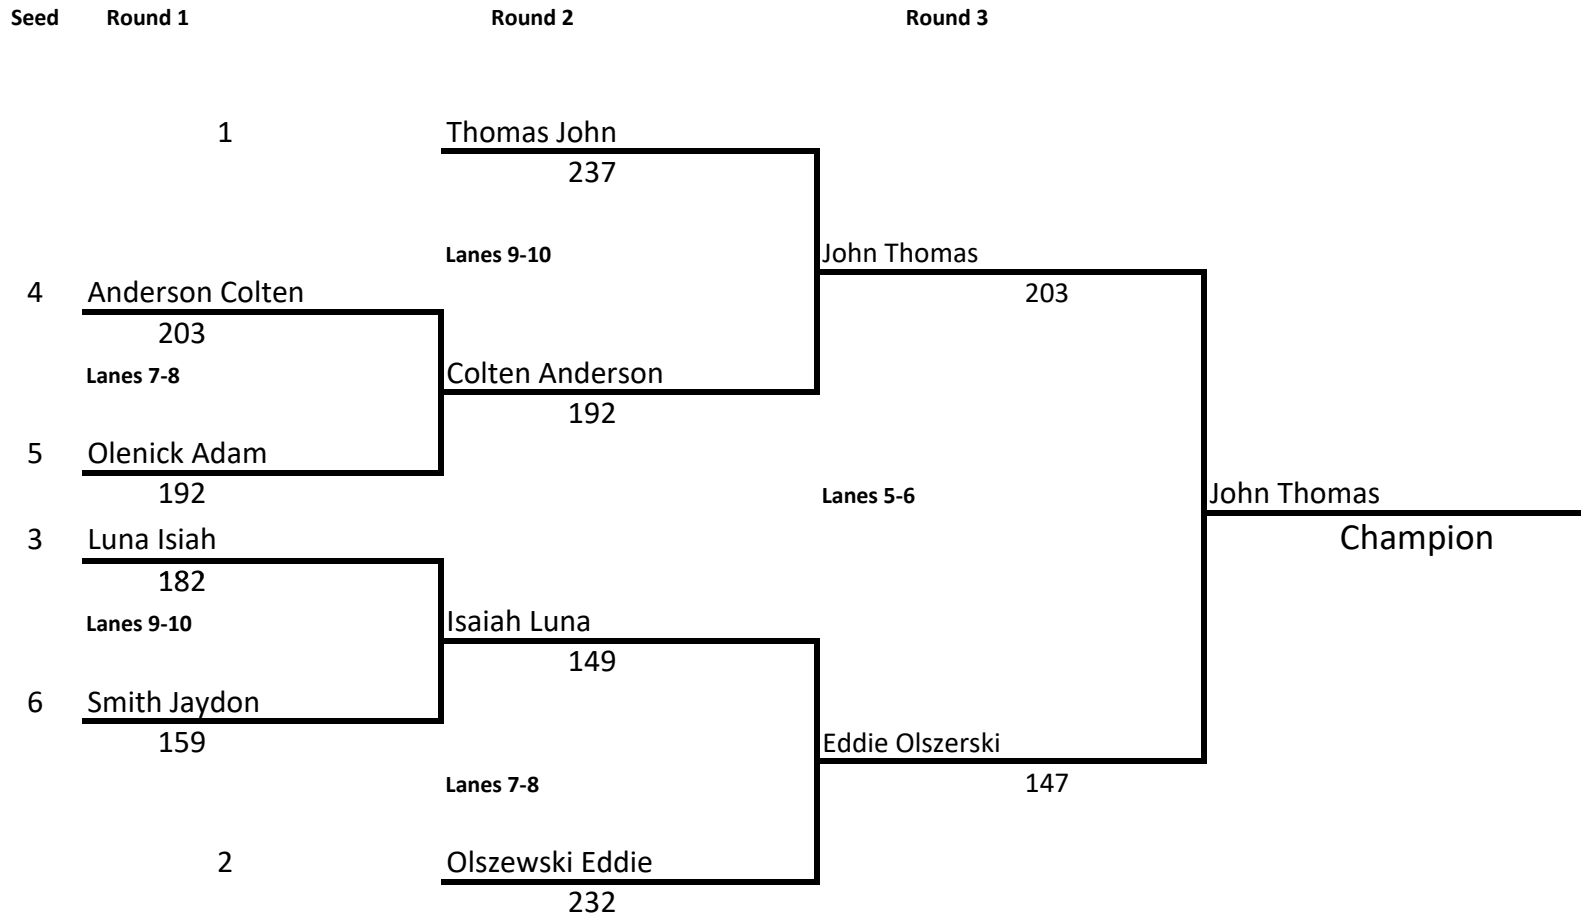 Seed Round 1 Round 2 Round 3
1 Thomas John
237
Lanes 9-10 John Thomas
4 Anderson Colten 203
203
Lanes 7-8 Colten Anderson
192
5 Olenick Adam
192 Lanes 5-6 John Thomas
3 Luna Isiah Champion
182
Lanes 9-10 Isaiah Luna
149
6 Smith Jaydon
159 Eddie Olszerski
Lanes 7-8 147
2 Olszewski Eddie
232